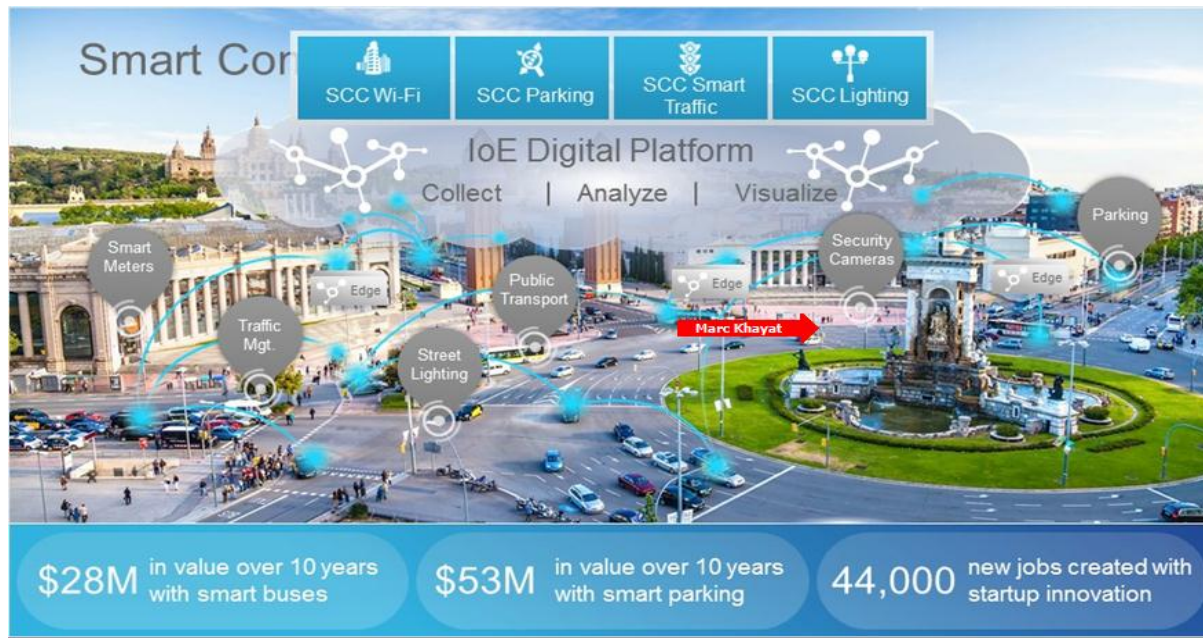 Smart Con
SCC Wi-Fi
SCC Parking
SCC Smart
Traffic
SCC Lighting
IoE Digital Platform
Collect | Analyze | Visualize
Smart
Meters
Traffic
Mgt.
Edge
Street
Lighting
Public
Transport
Edge
Marc Khayat
Security
Cameras
Edge
Parking
$28M in value over 10 years
with smart buses
$53M in value over 10 years
with smart parking
44,000 new jobs created with
startup innovation